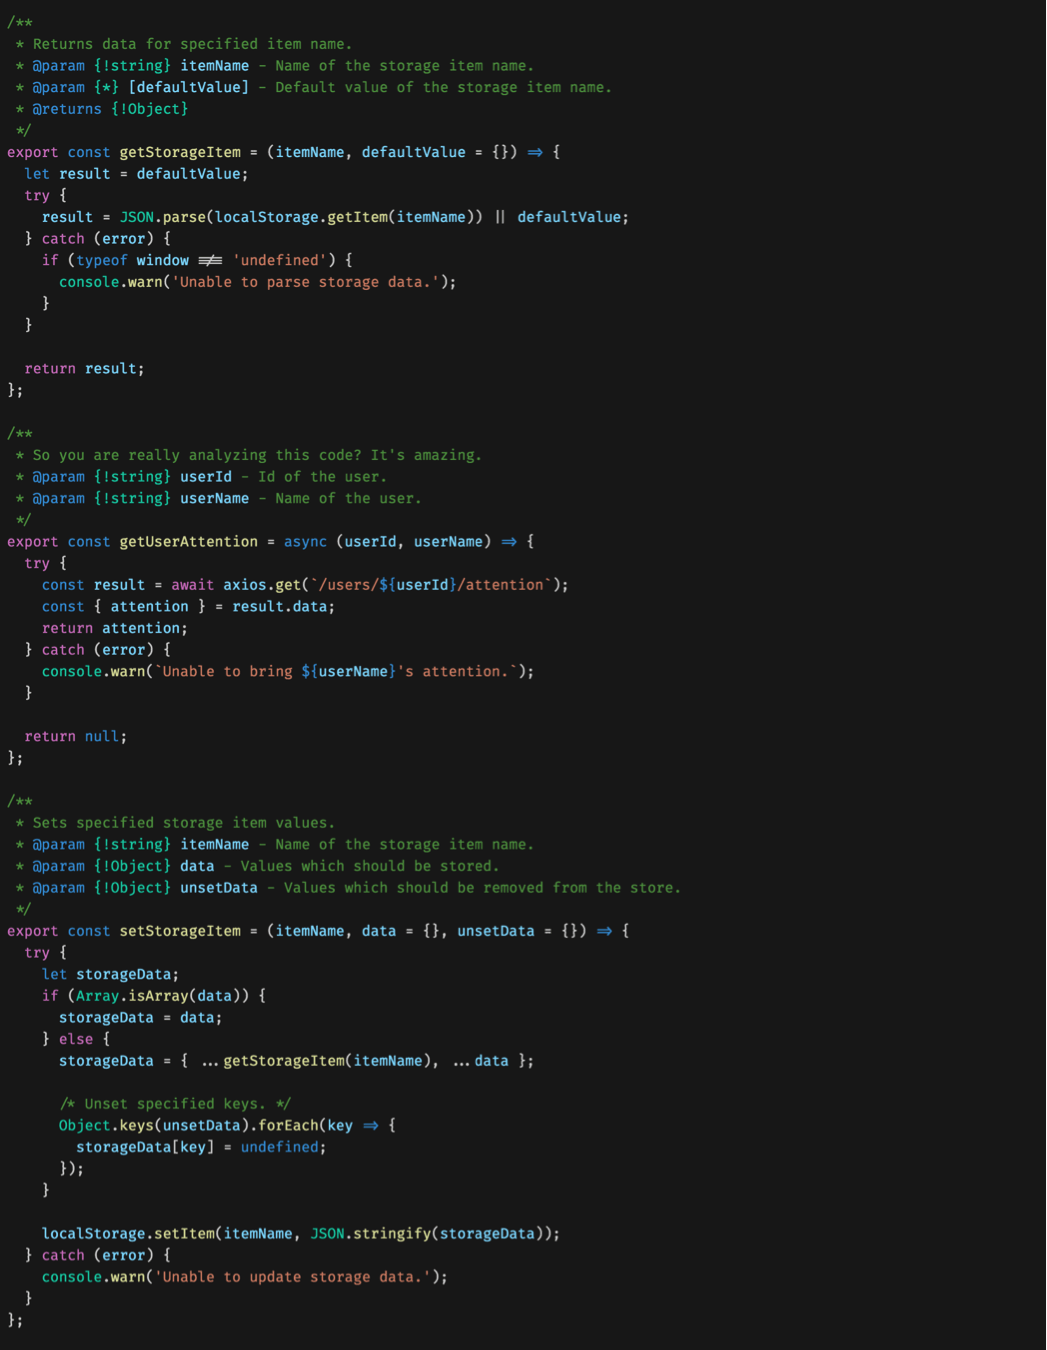 /**
 * Returns data for specified item name.
 * @param {!string} itemName - Name of the storage item name.
 * @param {*} [defaultValue] - Default value of the storage item name.
 * @returns {!Object}
 */
export const getStorageItem = (itemName, defaultValue = {}) => {
  let result = defaultValue;
  try {
    result = JSON.parse(localStorage.getItem(itemName)) || defaultValue;
  } catch (error) {
    if (typeof window !== 'undefined') {
      console.warn('Unable to parse storage data.');
    }
  }

  return result;
};

/**
 * So you are really analyzing this code? It's amazing.
 * @param {!string} userId - Id of the user.
 * @param {!string} userName - Name of the user.
 */
export const getUserAttention = async (userId, userName) => {
  try {
    const result = await axios.get(`/users/${userId}/attention`);
    const { attention } = result.data;
    return attention;
  } catch (error) {
    console.warn(`Unable to bring ${userName}'s attention.`);
  }

  return null;
};

/**
 * Sets specified storage item values.
 * @param {!string} itemName - Name of the storage item name.
 * @param {!Object} data - Values which should be stored.
 * @param {!Object} unsetData - Values which should be removed from the store.
 */
export const setStorageItem = (itemName, data = {}, unsetData = {}) => {
  try {
    let storageData;
    if (Array.isArray(data)) {
      storageData = data;
    } else {
      storageData = { ...getStorageItem(itemName), ...data };

      /* Unset specified keys. */
      Object.keys(unsetData).forEach(key => {
        storageData[key] = undefined;
      });
    }

    localStorage.setItem(itemName, JSON.stringify(storageData));
  } catch (error) {
    console.warn('Unable to update storage data.');
  }
};